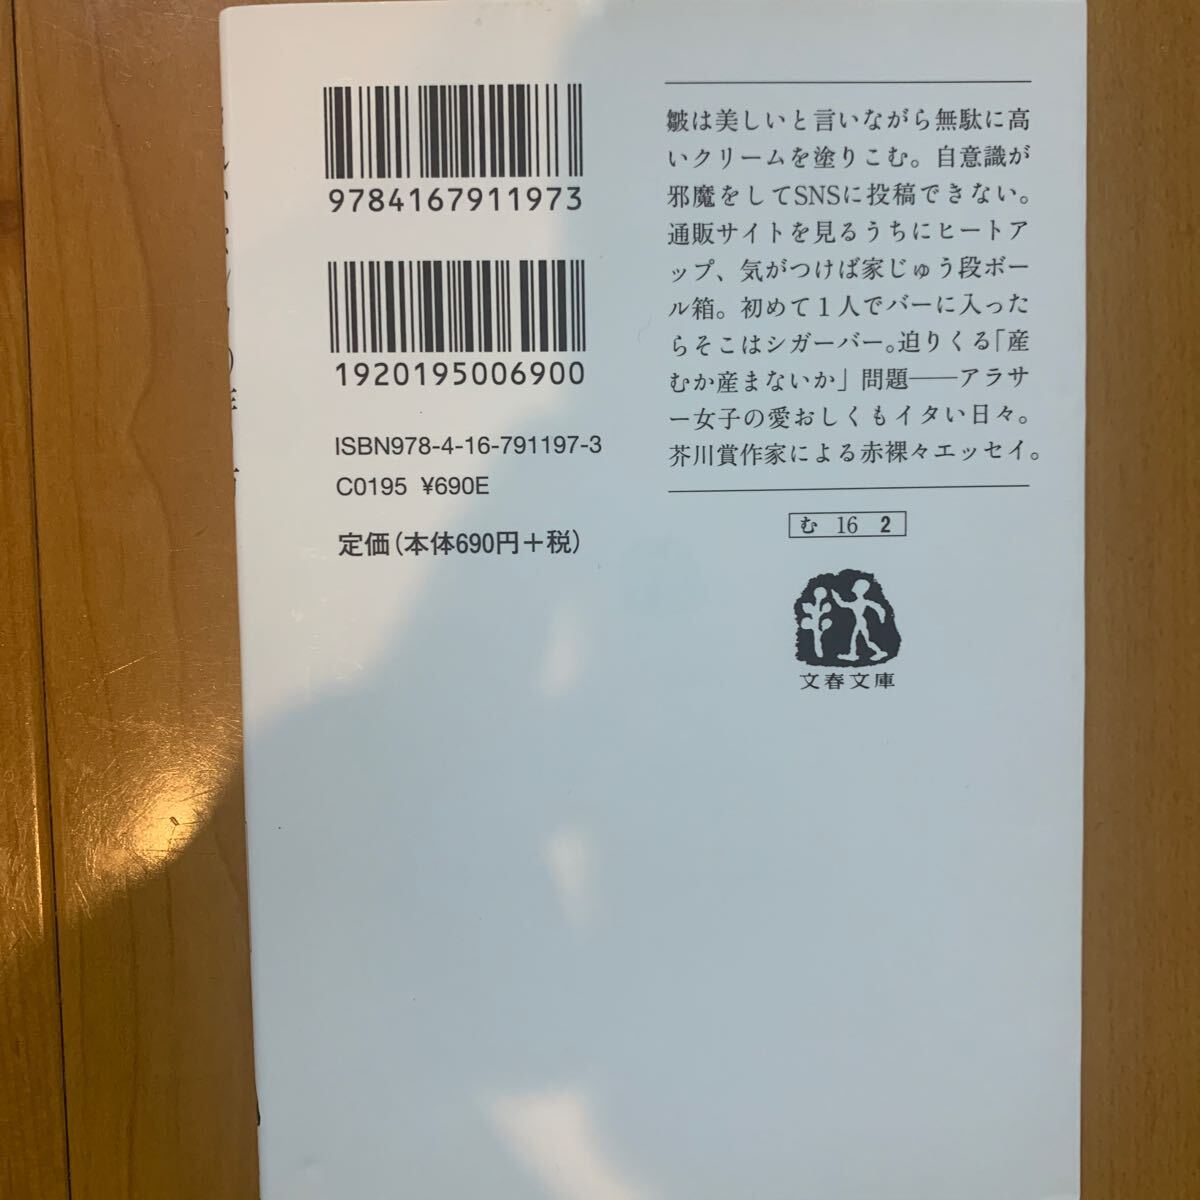 9784167911973
1920195006900
ISBN978-4-16-791197-3
C0195 ¥690E
定価(本体690円+税)
皺は美しいと言いながら無駄に高
いクリームを塗りこむ。自意識が
邪魔をしてSNSに投稿できない。
通販サイトを見るうちにヒートア
ップ、気がつけば家じゅう段ボー
ル箱。初めて1人でバーに入った
らそこはシガーバー。迫りくる「産
むか産まないか」問題――アラサ
ー女子の愛おしくもイタい日々。
芥川賞作家による赤裸々エッセイ。
む 16 2
文春文庫